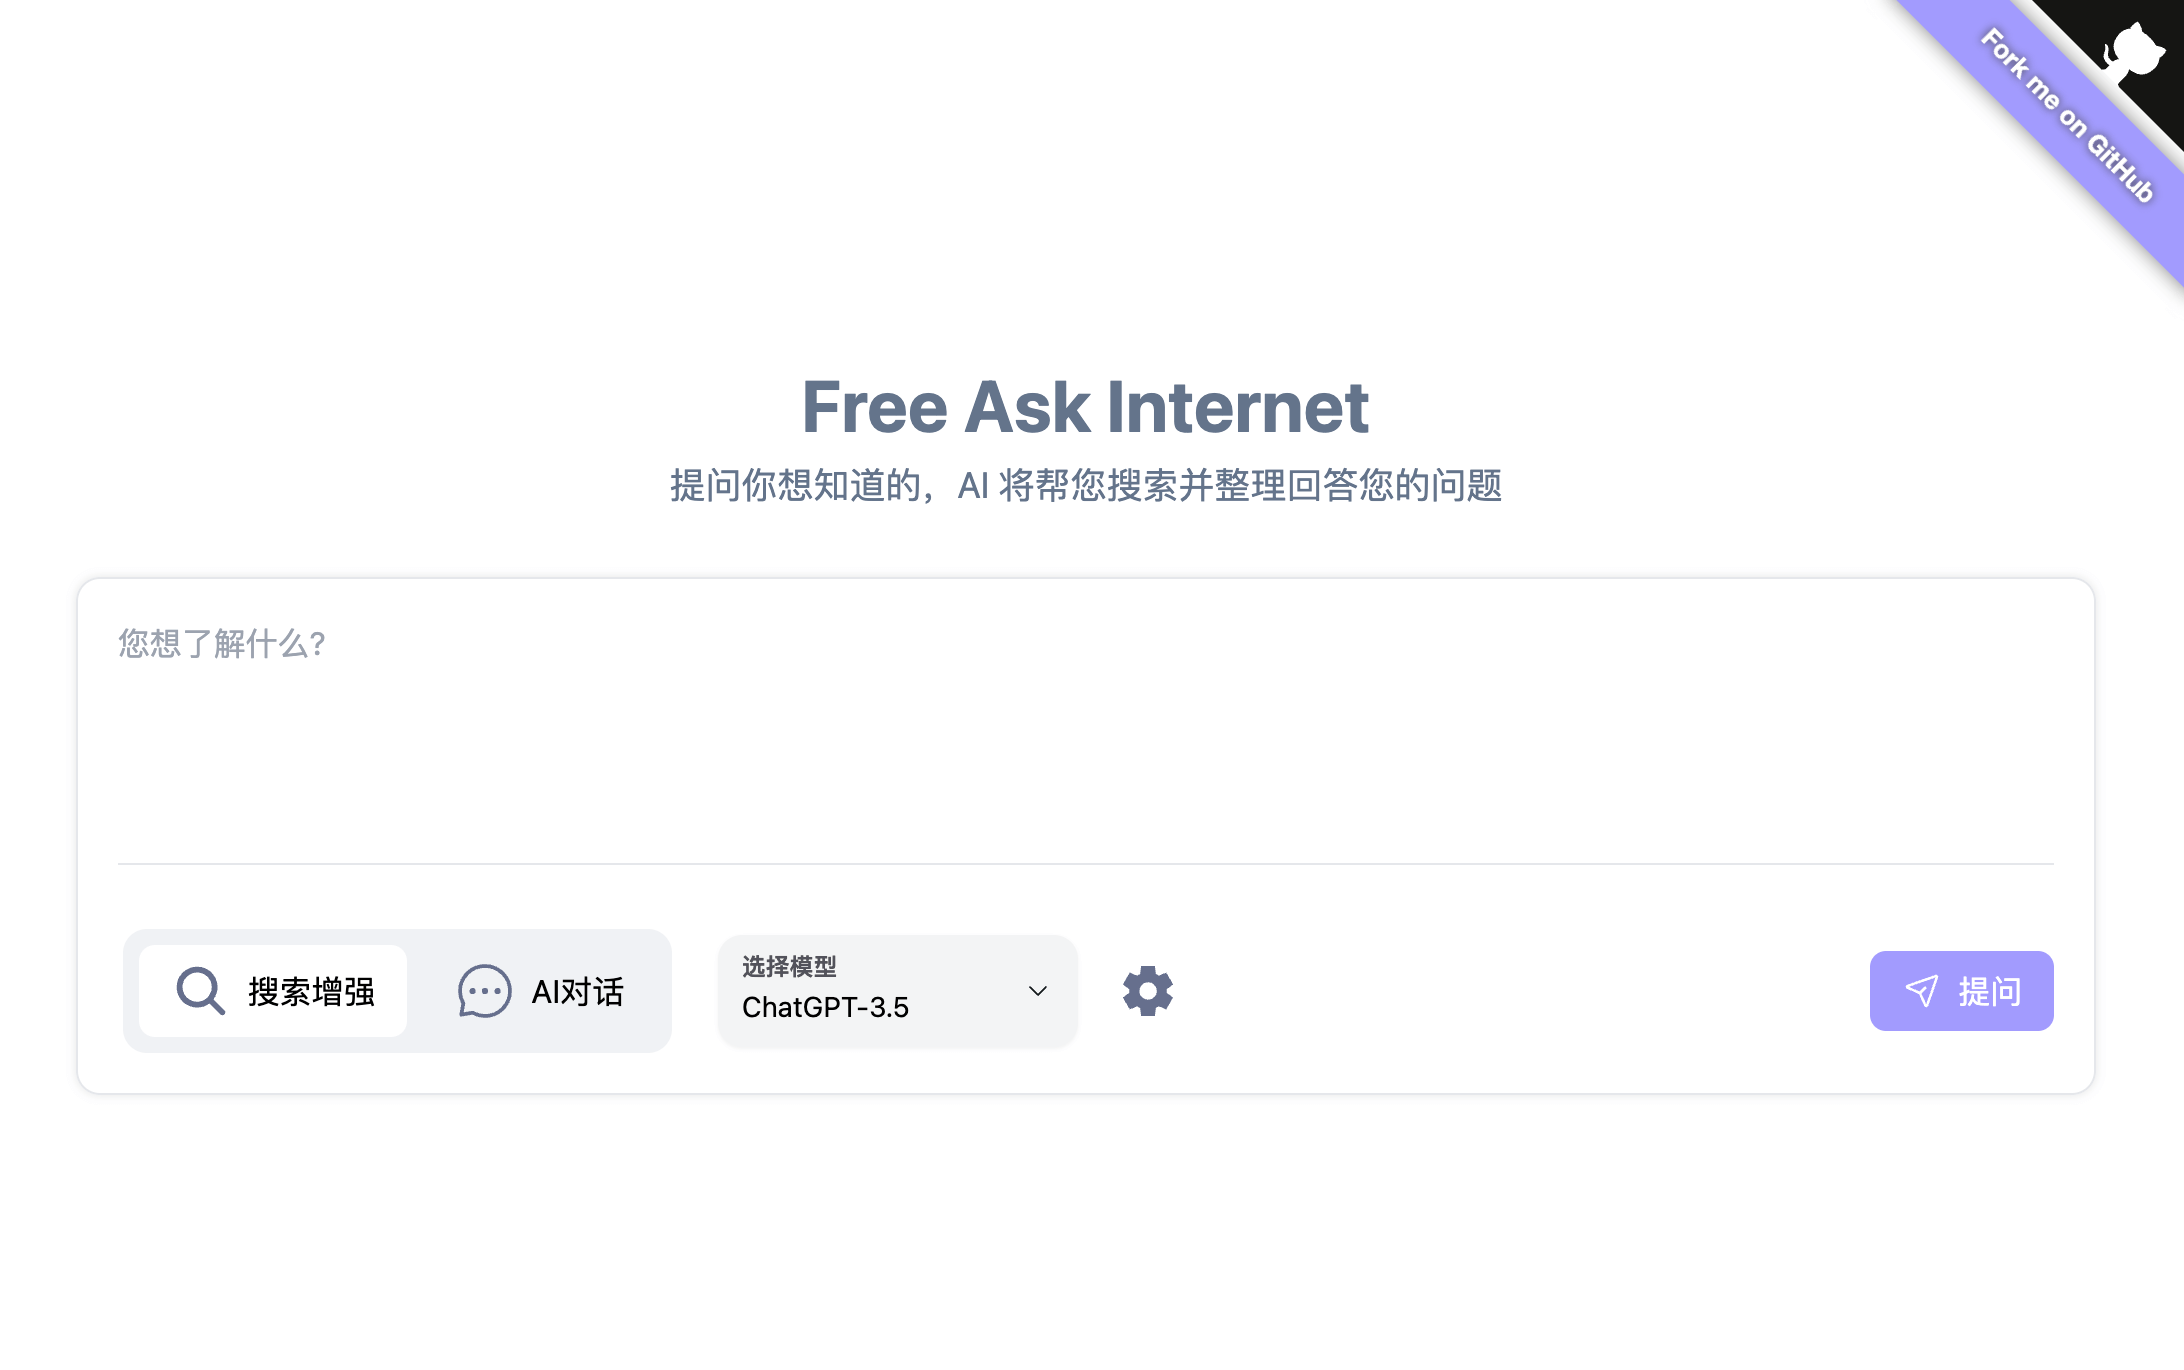 Fork me on GitHub
Free Ask Internet
提问你想知道的，AI 将帮您搜索并整理回答您的问题
您想了解什么?
搜索增强
AI对话
选择模型
ChatGPT-3.5
提问